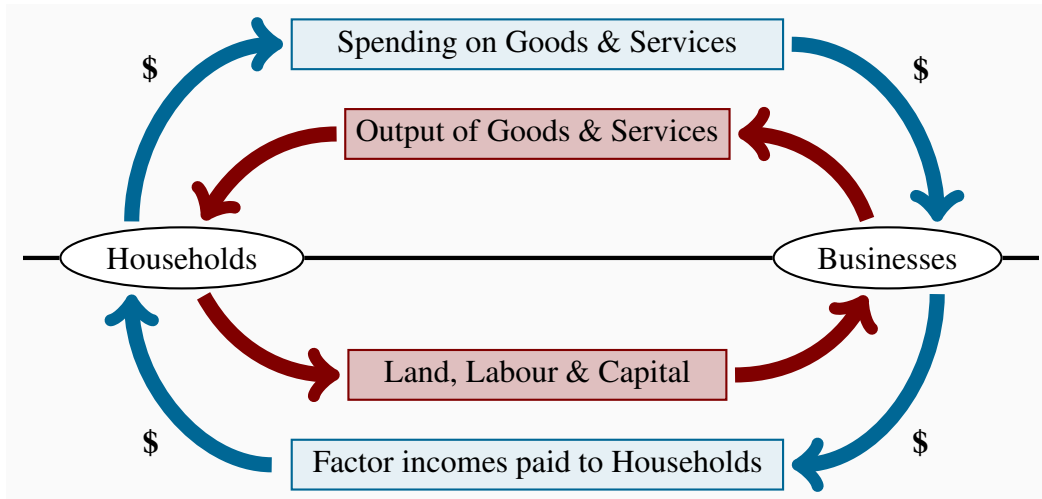 Spending on Goods & Services
$
$
Output of Goods & Services
Households
Businesses
Land, Labour & Capital
$
$
Factor incomes paid to Households